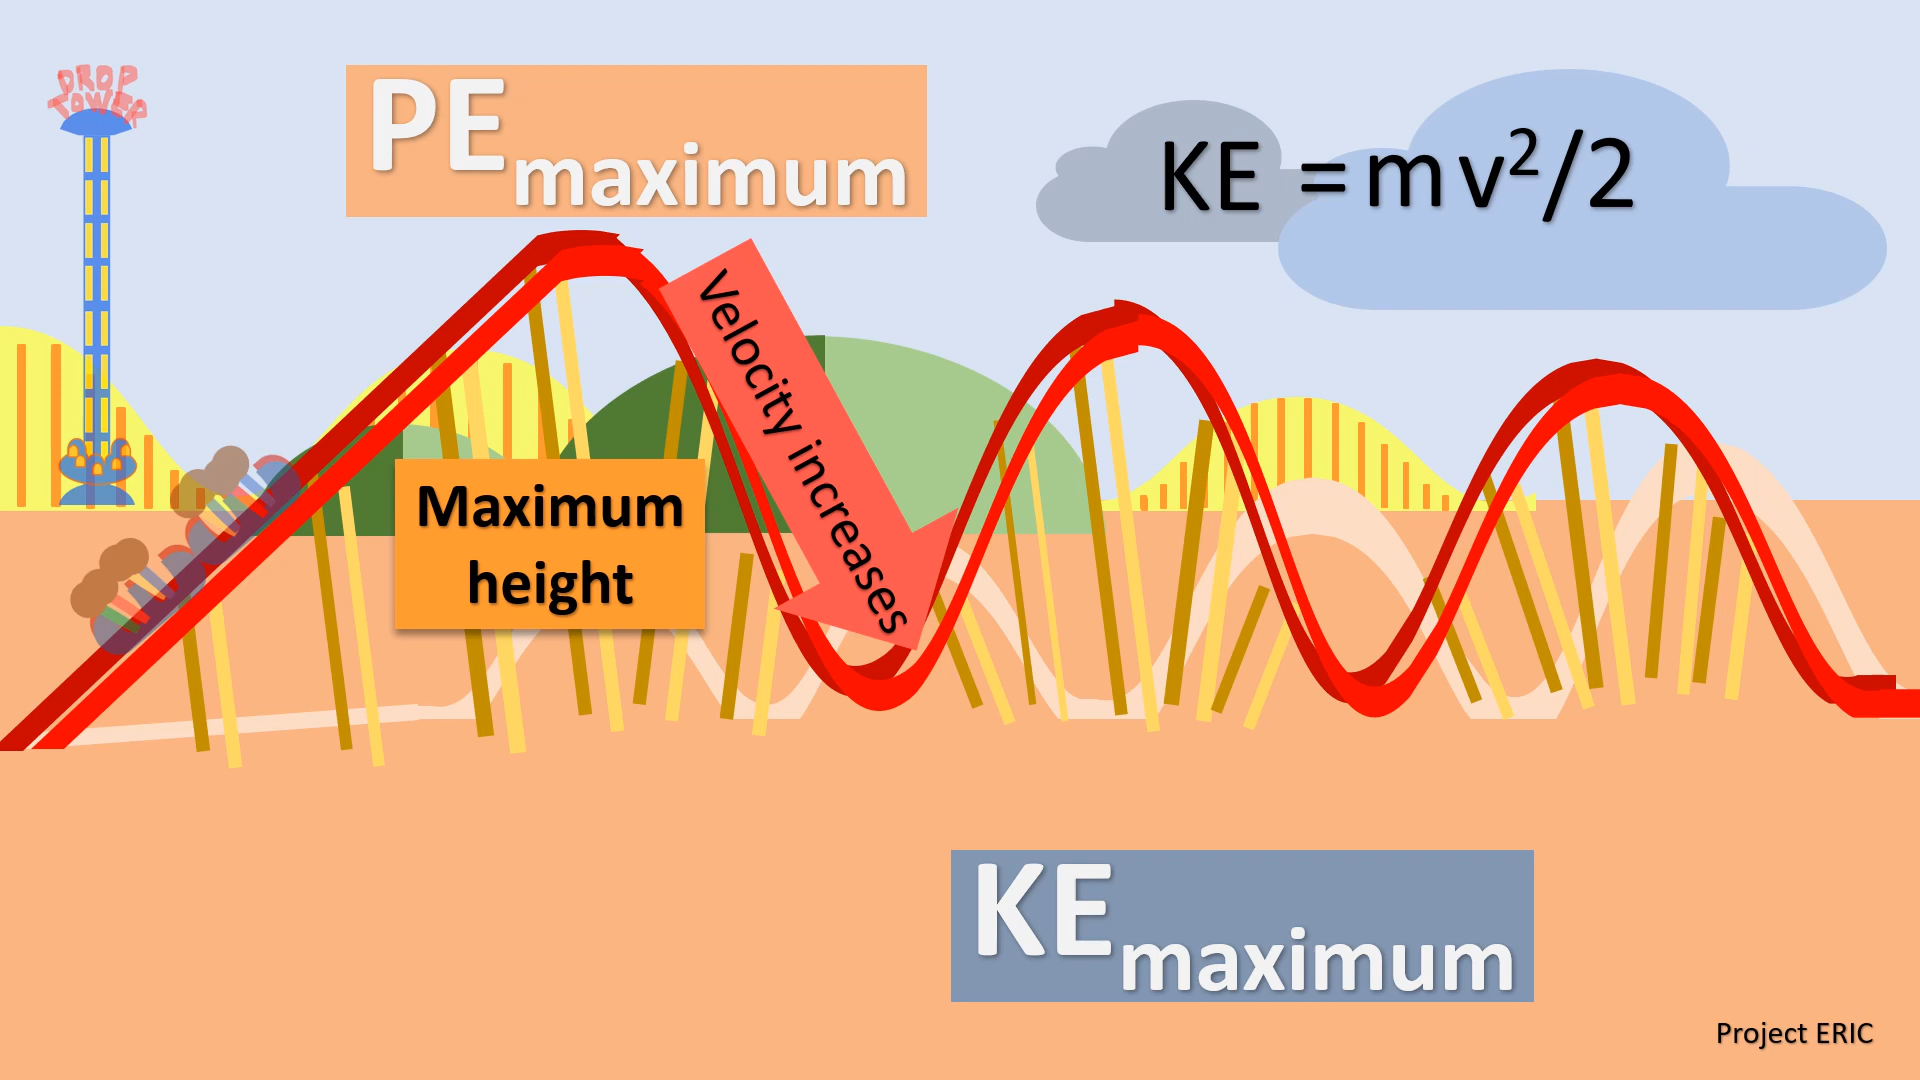 DROP
TOWER
PEmaximum
KE = mv²/2
Velocity increases
Maximum
height
KEmaximum
Project ERIC